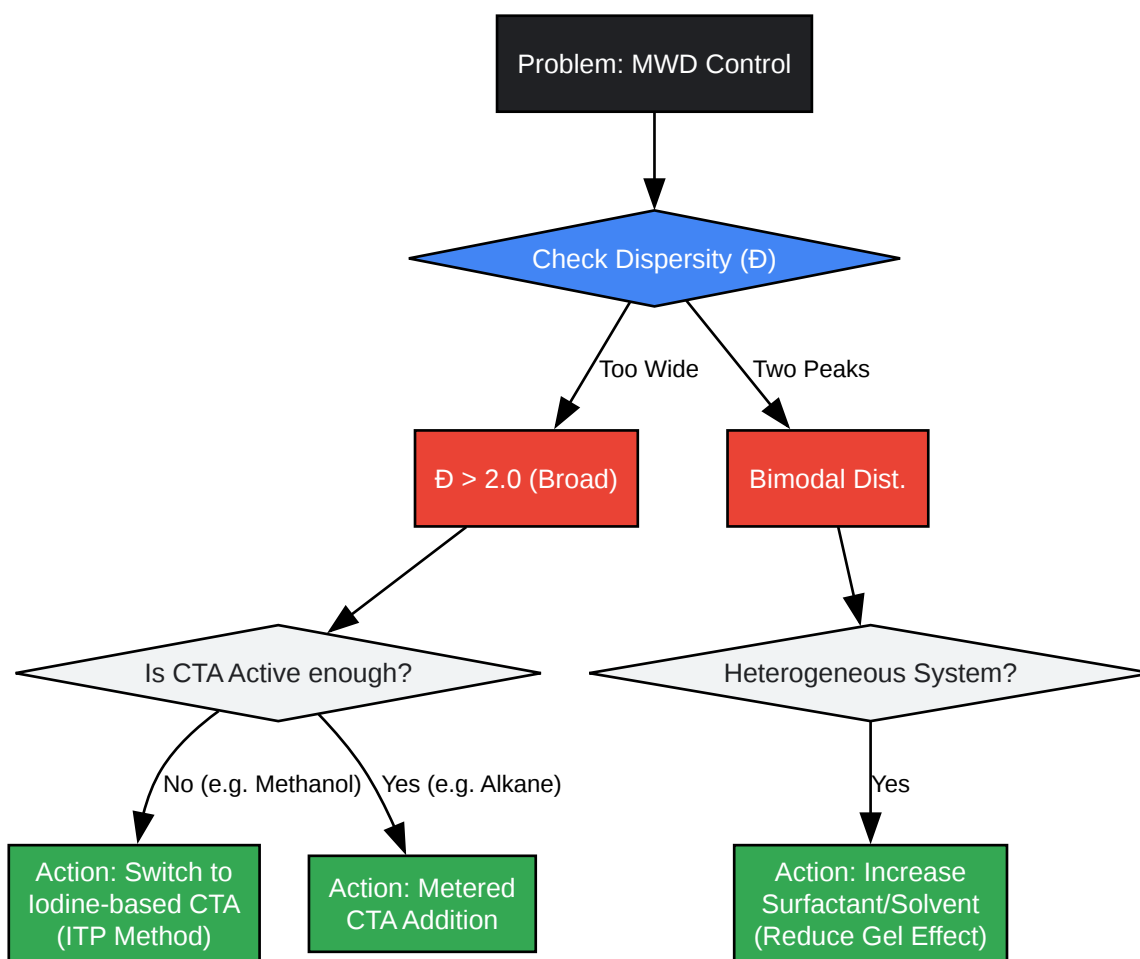 Problem: MWD Control
Check Dispersity (Đ)
Too Wide
Two Peaks
Đ > 2.0 (Broad)
Bimodal Dist.
Is CTA Active enough?
Heterogeneous System?
No (e.g. Methanol)
Yes (e.g. Alkane)
Yes
Action: Switch to
Iodine-based CTA
(ITP Method)
Action: Metered
CTA Addition
Action: Increase
Surfactant/Solvent
(Reduce Gel Effect)